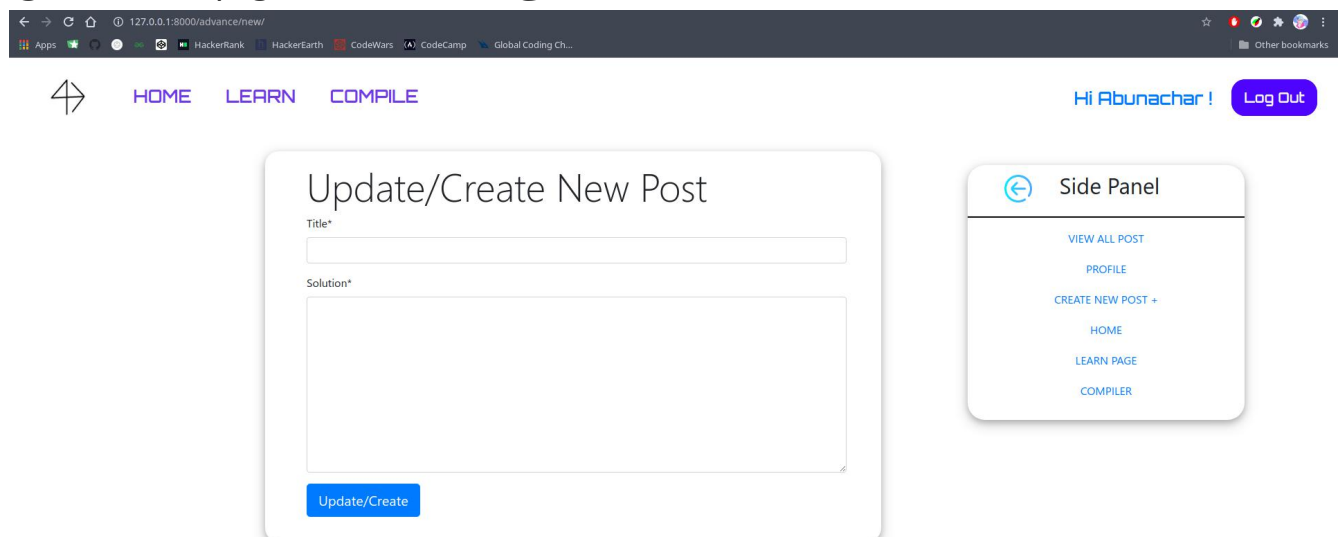 127.0.0.1:8000/advance/new/
Apps HackerRank HackerEarth CodeWars CodeCamp Global Coding Ch... Other bookmarks
HOME LEARN COMPILE Hi Abunachar ! Log Out
Update/Create New Post
Title*
Solution*
Update/Create
Side Panel
VIEW ALL POST
PROFILE
CREATE NEW POST +
HOME
LEARN PAGE
COMPILER